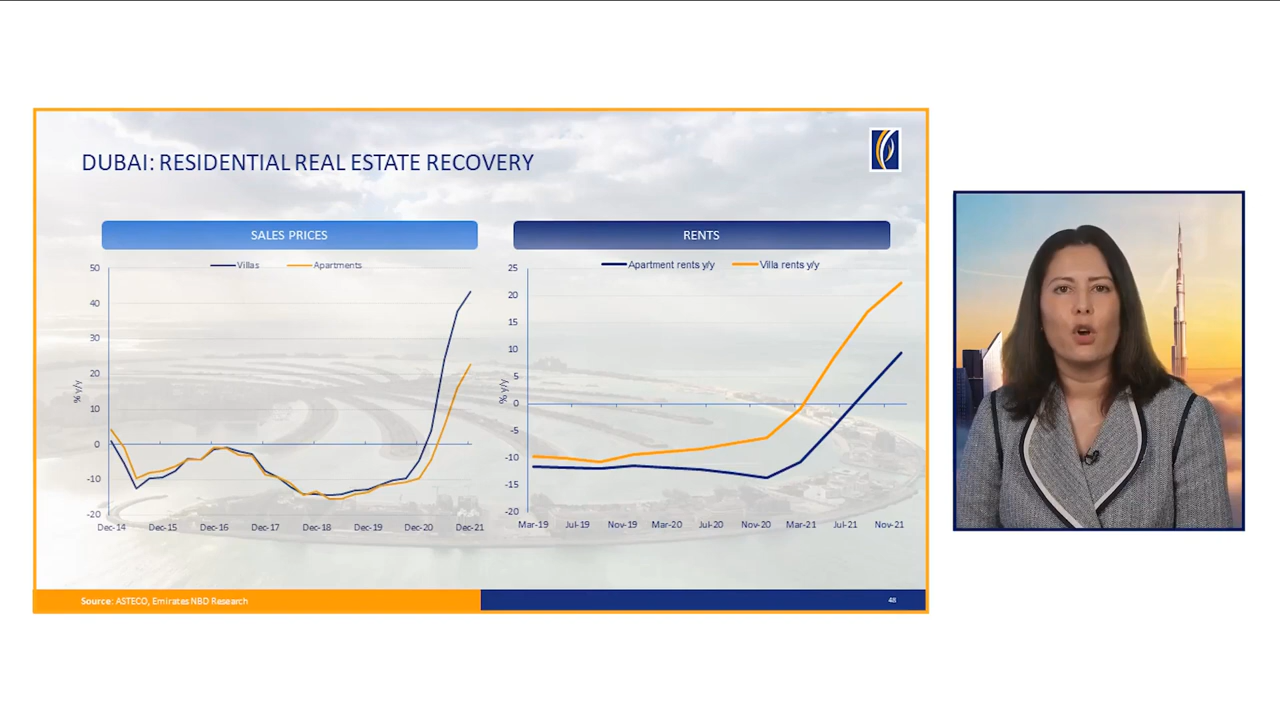 DUBAI: RESIDENTIAL REAL ESTATE RECOVERY
SALES PRICES
Villas Apartments
% y/y
50
40
30
20
10
0
-10
-20
Dec-14 Dec-15 Dec-16 Dec-17 Dec-18 Dec-19 Dec-20 Dec-21
RENTS
Apartment rents y/y Villa rents y/y
% y/y
25
20
15
10
5
0
-5
-10
-15
-20
Mar-19 Jul-19 Nov-19 Mar-20 Jul-20 Nov-20 Mar-21 Jul-21 Nov-21
Source: ASTECO, Emirates NBD Research
48